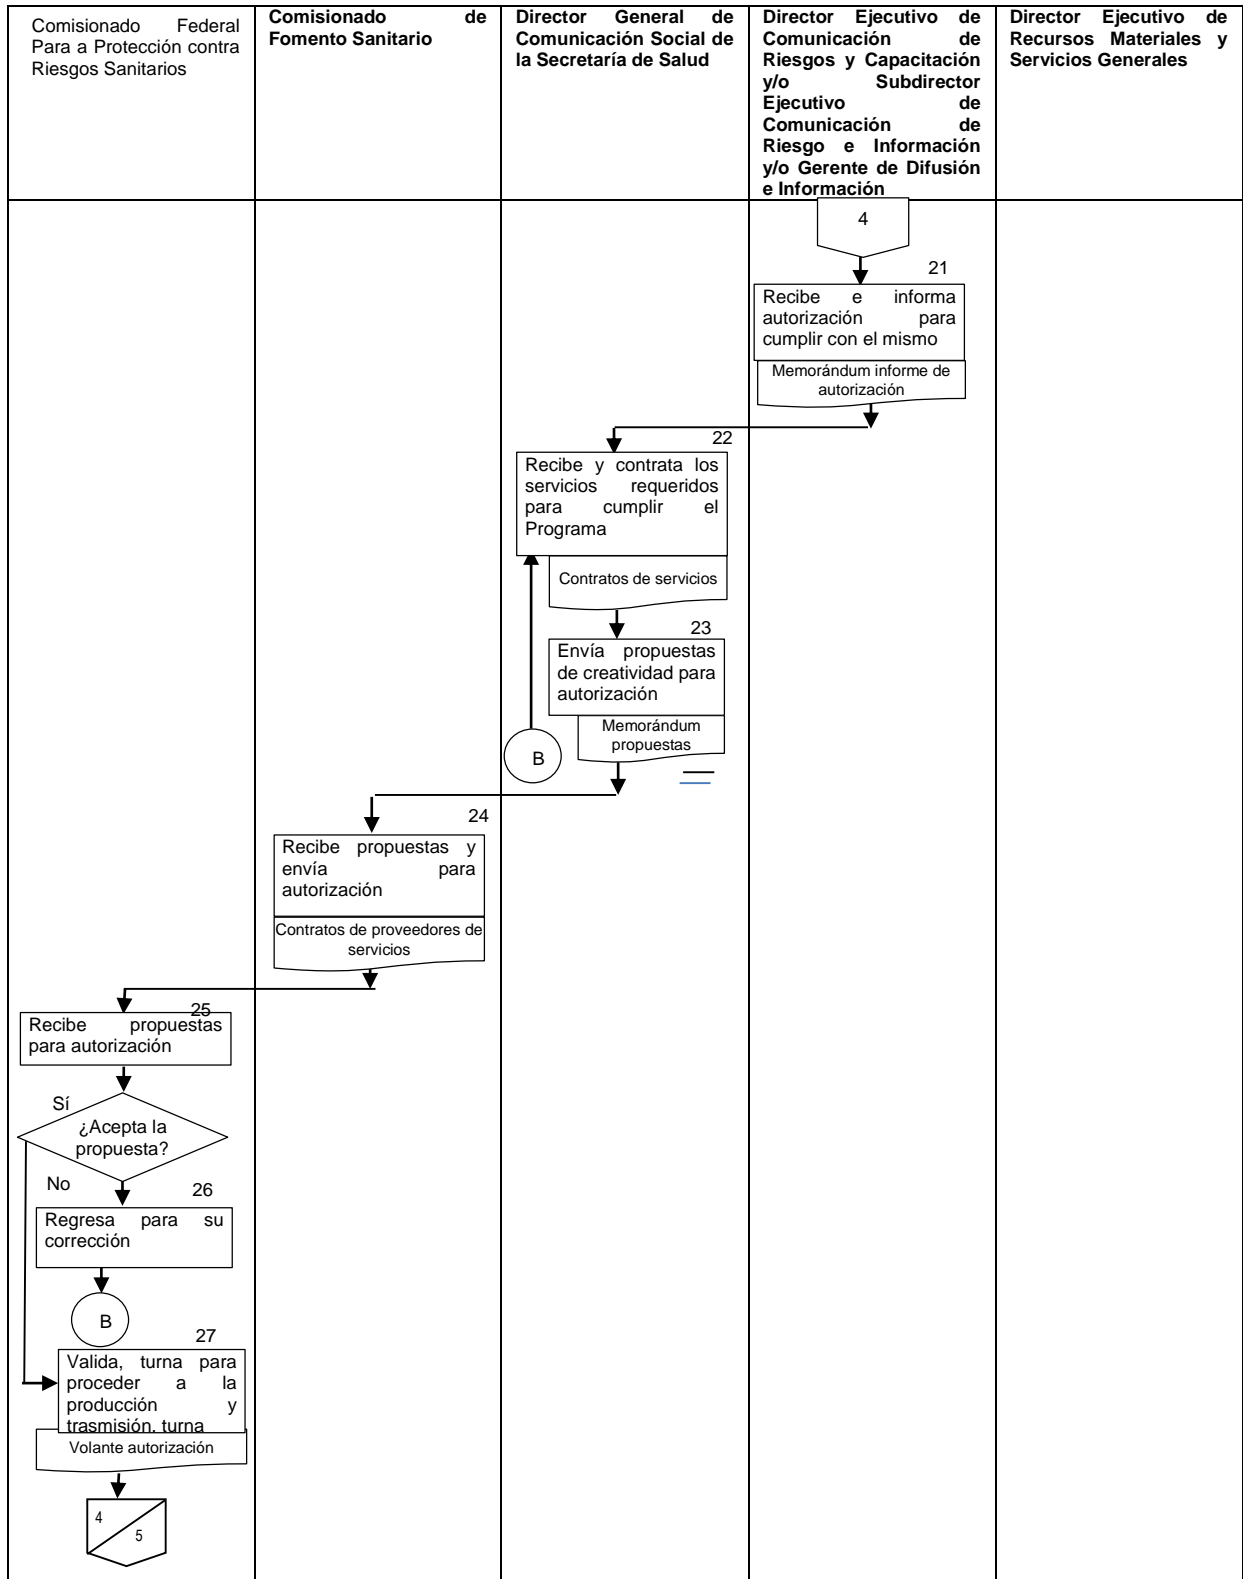 Comisionado Federal
Para a Protección contra
Riesgos Sanitarios
Comisionado de
Fomento Sanitario
Director General de
Comunicación Social de
la Secretaría de Salud
Director Ejecutivo de
Comunicación de
Riesgos y Capacitación
y/o Subdirector
Ejecutivo de
Comunicación de
Riesgo e Información
y/o Gerente de Difusión
e Información
Director Ejecutivo de
Recursos Materiales y
Servicios Generales
4
21
Recibe e informa
autorización para
cumplir con el mismo
Memorándum informe de
autorización
22
Recibe y contrata los
servicios requeridos
para cumplir el
Programa
Contratos de servicios
23
Envía propuestas
de creatividad para
autorización
Memorándum
propuestas
B
24
Recibe propuestas y
envía para
autorización
Contratos de proveedores de
servicios
25
Recibe propuestas
para autorización
Sí
¿Acepta la
propuesta?
No
26
Regresa para su
corrección
B
27
Valida, turna para
proceder a la
producción y
trasmisión, turna
Volante autorización
4
5